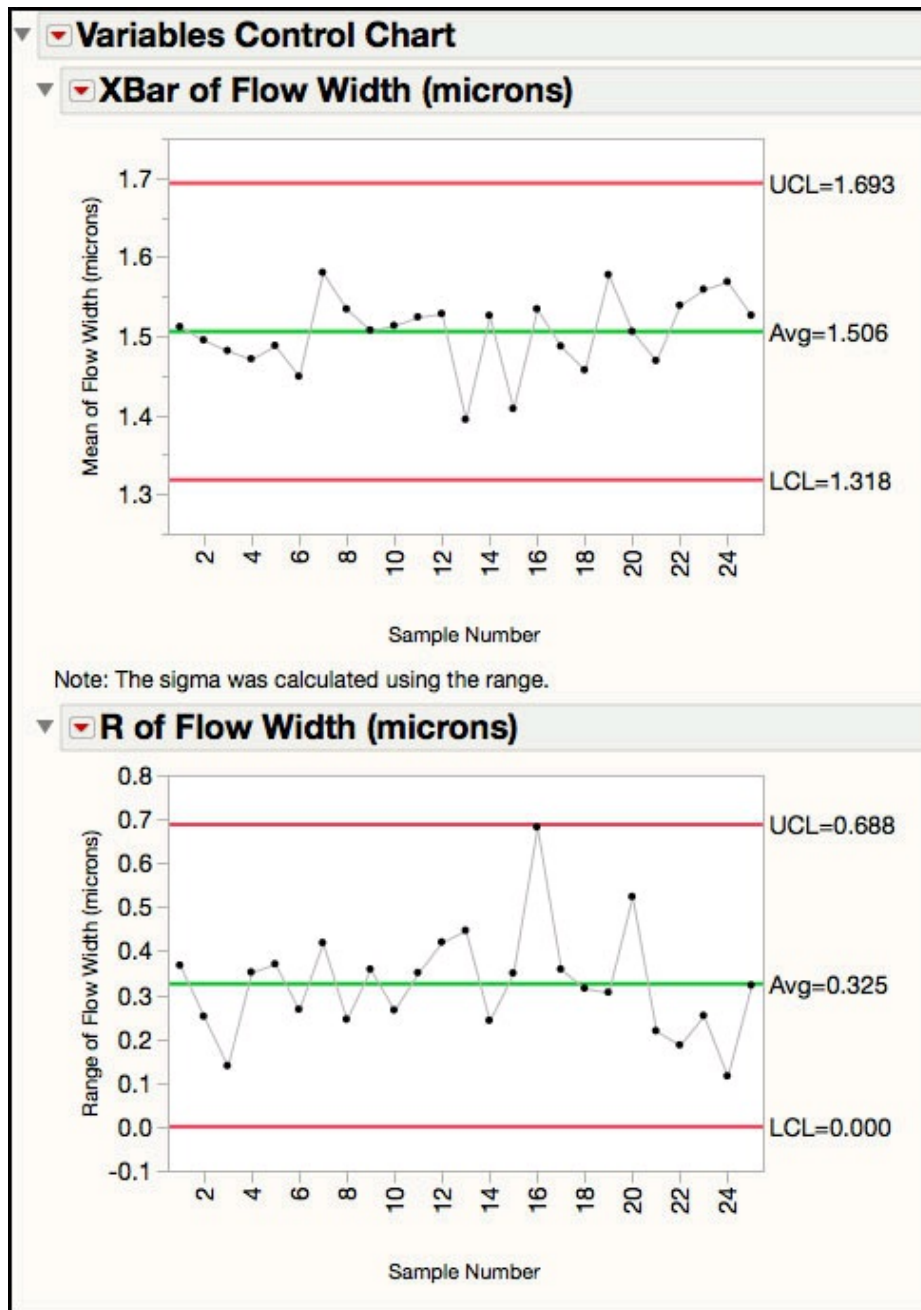 Variables Control Chart
XBar of Flow Width (microns)
Mean of Flow Width (microns)
1.7
1.6
1.5
1.4
1.3
UCL=1.693
Avg=1.506
LCL=1.318
2 4 6 8 10 12 14 16 18 20 22 24
Sample Number
Note: The sigma was calculated using the range.
R of Flow Width (microns)
Range of Flow Width (microns)
0.8
0.7
0.6
0.5
0.4
0.3
0.2
0.1
0.0
-0.1
UCL=0.688
Avg=0.325
LCL=0.000
2 4 6 8 10 12 14 16 18 20 22 24
Sample Number